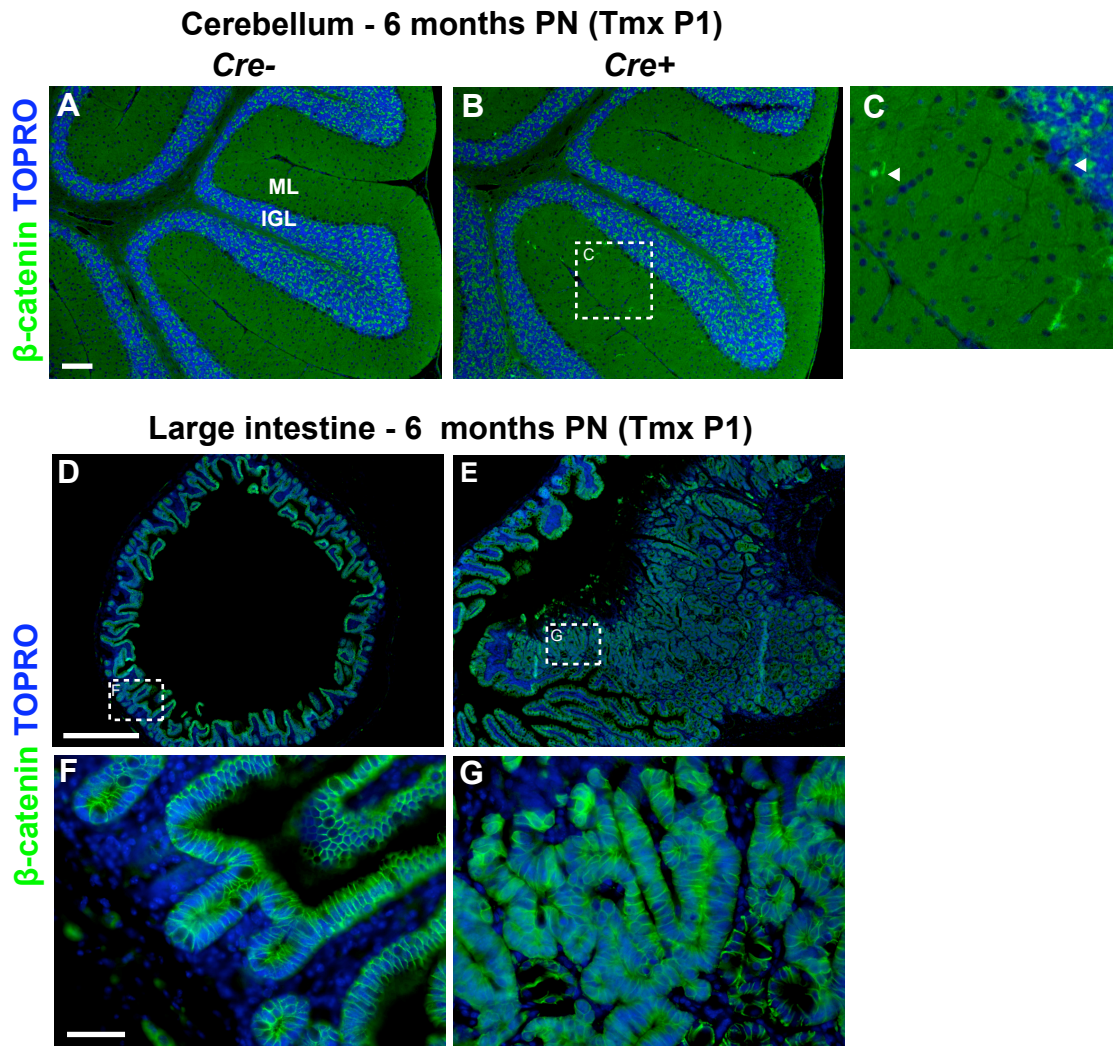 Cerebellum - 6 months PN (Tmx P1)
Cre-
Cre+
β-catenin TOPRO
A
ML
IGL
B
C
C
Large intestine - 6 months PN (Tmx P1)
β-catenin TOPRO
D
F
E
G
F
G